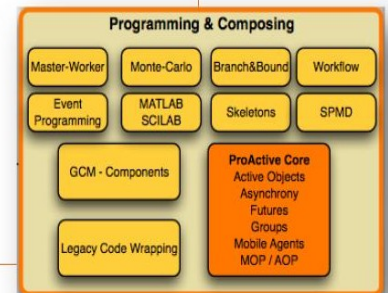 Programming & Composing
Master-Worker
Monte-Carlo
Branch&Bound
Workflow
Event
Programming
MATLAB
SCILAB
Skeletons
SPMD
GCM - Components
Legacy Code Wrapping
ProActive Core
Active Objects
Asynchrony
Futures
Groups
Mobile Agents
MOP / AOP